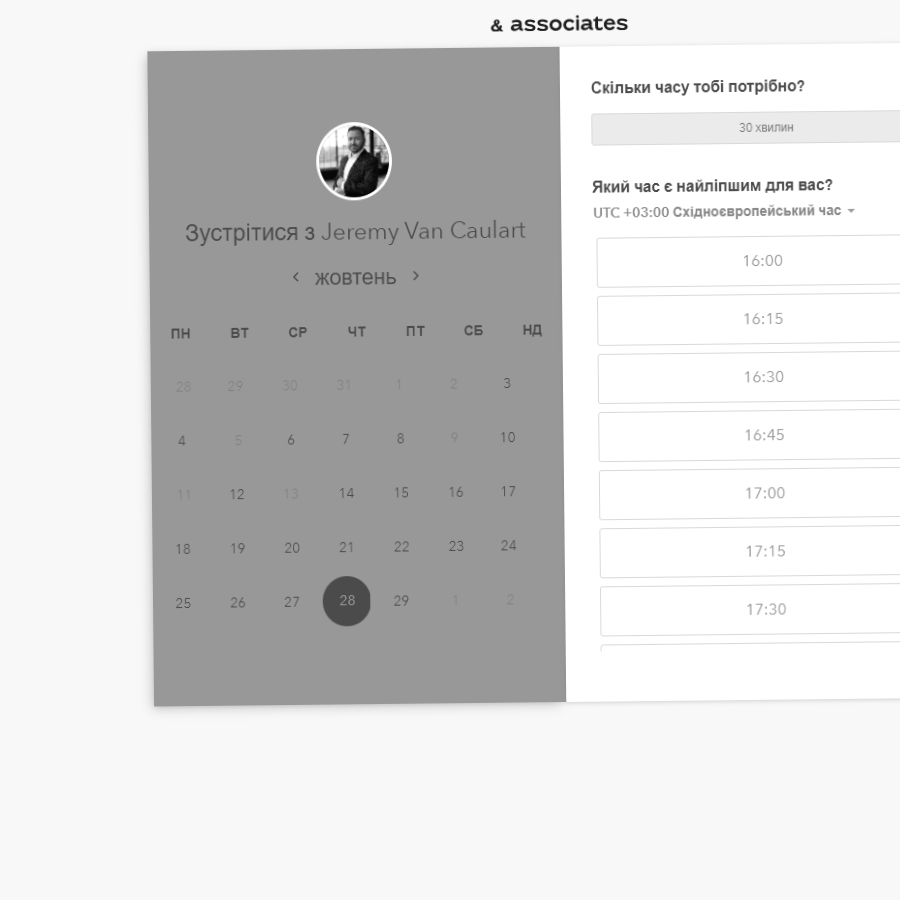 & associates
Зустрітися з Jeremy Van Caulart
жовтень
ПН ВТ СР ЧТ ПТ СБ НД
28 29 30 31 1 2 3
4 5 6 7 8 9 10
11 12 13 14 15 16 17
18 19 20 21 22 23 24
25 26 27 28 29 1 2
Скільки часу тобі потрібно?
30 хвилин
Який час є найліпшим для вас?
UTC +03:00 Східноєвропейський час
16:00
16:15
16:30
16:45
17:00
17:15
17:30